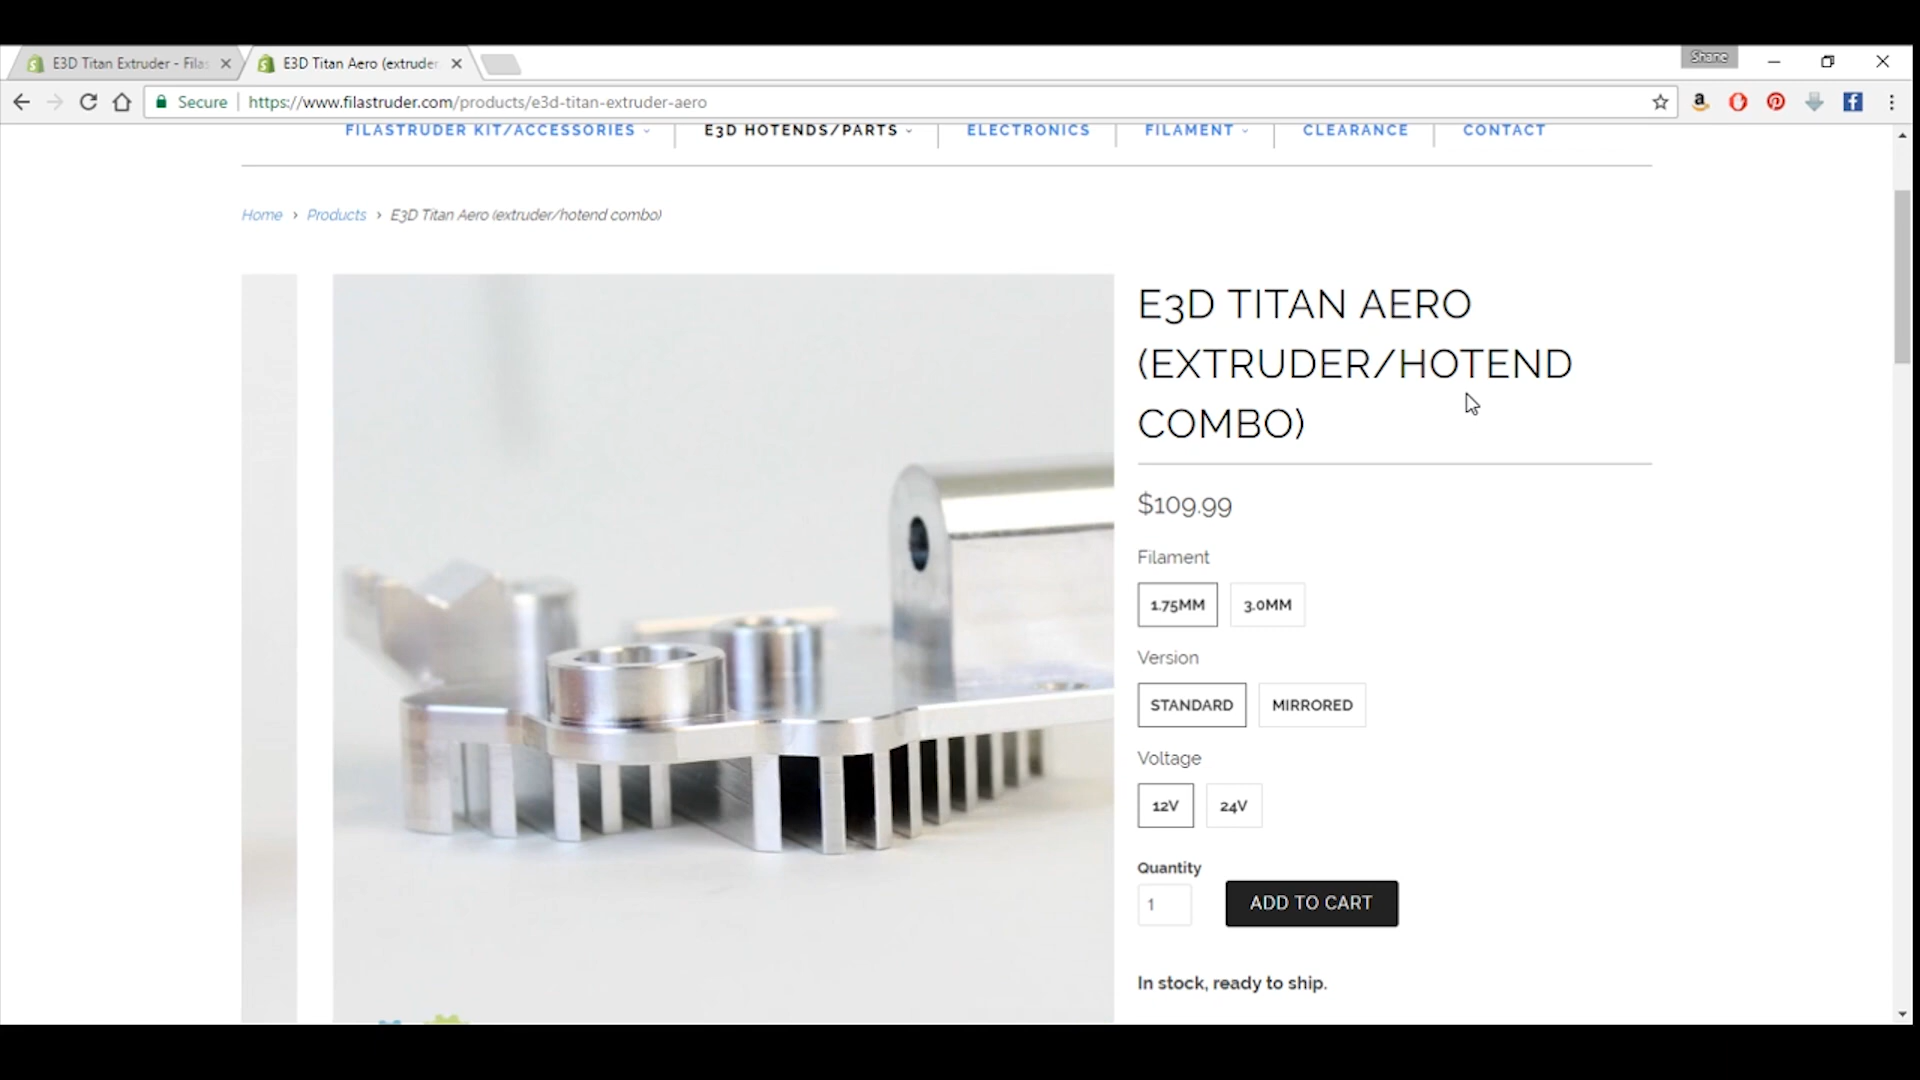 E3D Titan Extruder - Filas
E3D Titan Aero (extruder
Shane
Secure
https://www.filastruder.com/products/e3d-titan-extruder-aero
FILASTRUDER KIT/ACCESSORIES
E3D HOTENDS/PARTS
ELECTRONICS
FILAMENT
CLEARANCE
CONTACT
Home › Products › E3D Titan Aero (extruder/hotend combo)
E3D TITAN AERO
(EXTRUDER/HOTEND
COMBO)
$109.99
Filament
1.75MM
3.0MM
Version
STANDARD
MIRRORED
Voltage
12V
24V
Quantity
1
ADD TO CART
In stock, ready to ship.